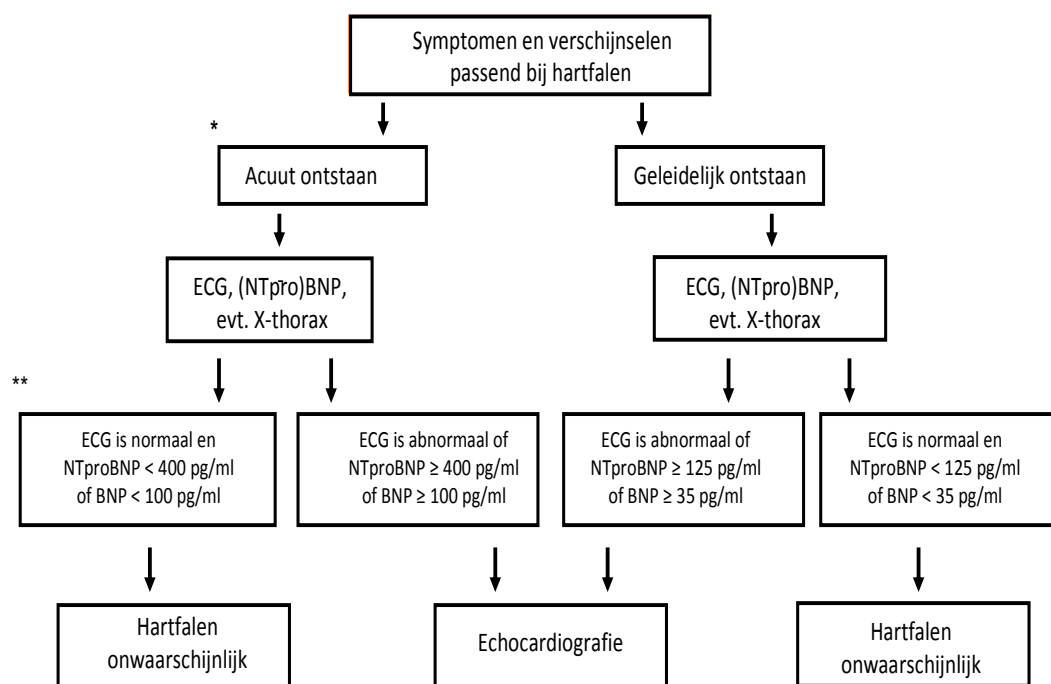 Symptomen en verschijnselen
passend bij hartfalen
*
Acuut ontstaan
Geleidelijk ontstaan
ECG, (NTpro)BNP,
evt. X-thorax
ECG, (NTpro)BNP,
evt. X-thorax
**
ECG is normaal en
NTproBNP < 400 pg/ml
of BNP < 100 pg/ml
ECG is abnormaal of
NTproBNP ≥ 400 pg/ml
of BNP ≥ 100 pg/ml
ECG is abnormaal of
NTproBNP ≥ 125 pg/ml
of BNP ≥ 35 pg/ml
ECG is normaal en
NTproBNP < 125 pg/ml
of BNP < 35 pg/ml
Hartfalen
onwaarschijnlijk
Echocardiografie
Hartfalen
onwaarschijnlijk